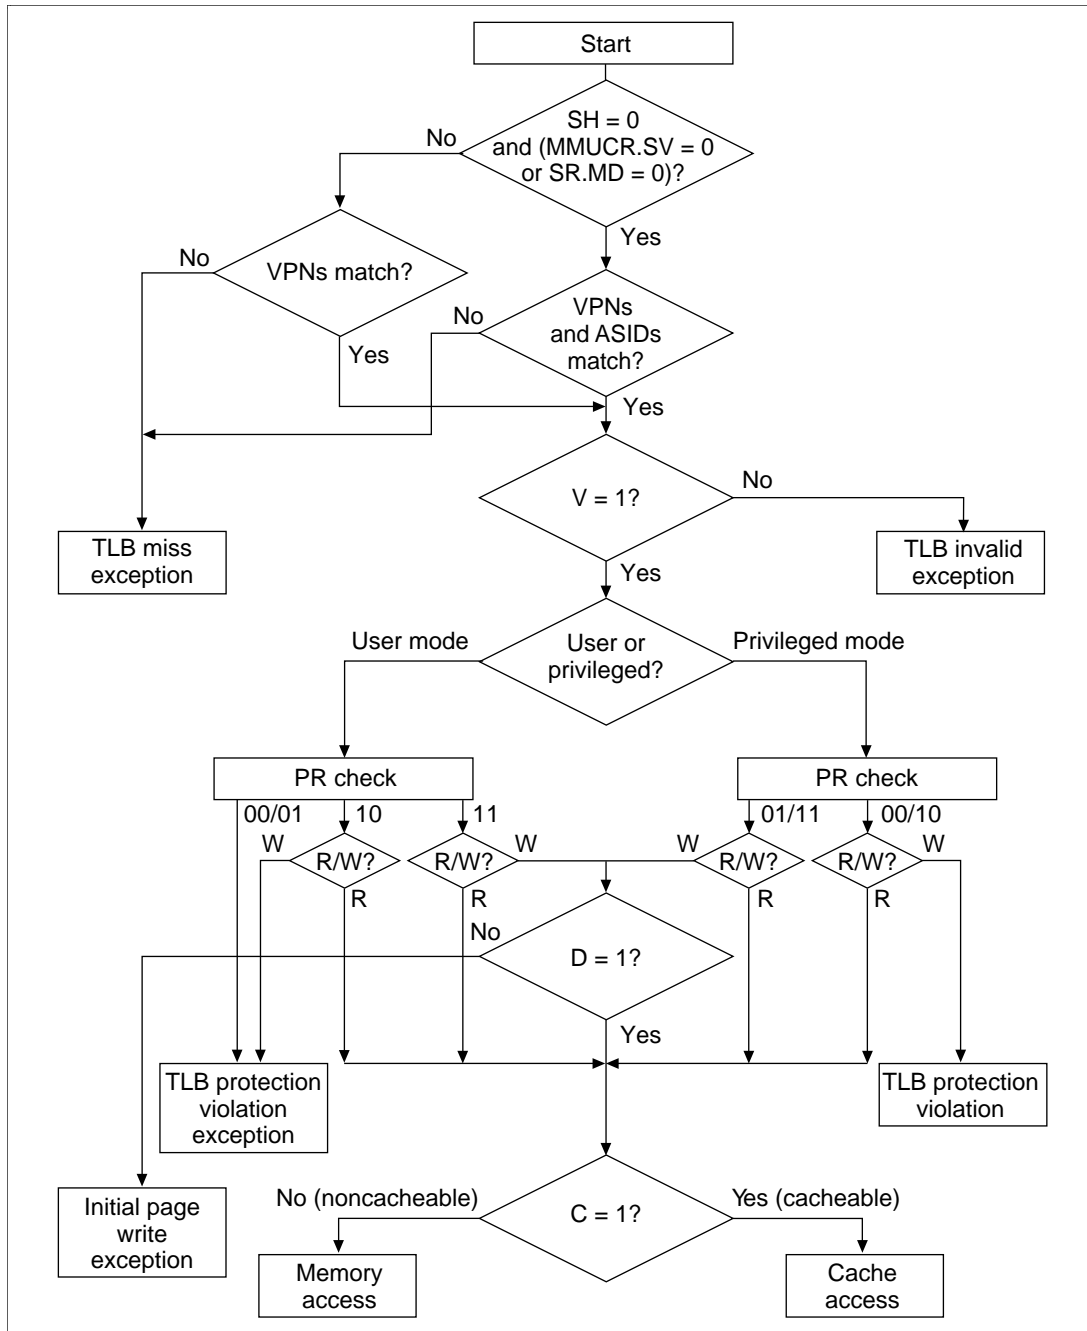 Start
SH = 0
and (MMUCR.SV = 0
or SR.MD = 0)?
No
Yes
VPNs match?
No
Yes
VPNs
and ASIDs
match?
No
Yes
V = 1?
No
Yes
TLB miss
exception
TLB invalid
exception
User or
privileged?
User mode
Privileged mode
PR check
00/01
10
11
W
R/W?
R
R/W?
W
R
PR check
01/11
00/10
W
R/W?
R
R/W?
W
R
D = 1?
No
Yes
TLB protection
violation
exception
TLB protection
violation
Initial page
write
exception
C = 1?
No (noncacheable)
Yes (cacheable)
Memory
access
Cache
access